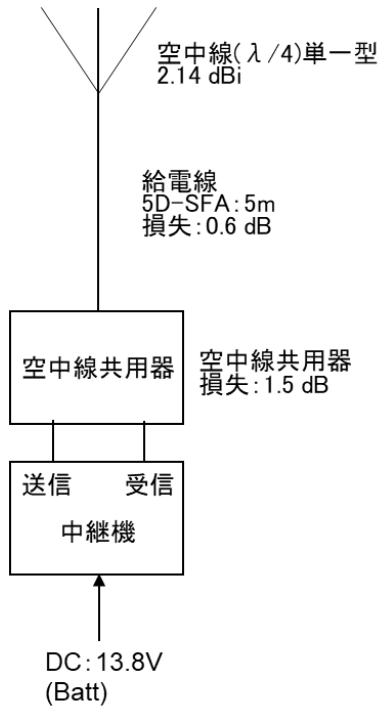 空中線(λ/4)単一型
2.14 dBi
給電線
5D-SFA:5m
損失:0.6 dB
空中線共用器
空中線共用器
損失:1.5 dB
送信 受信
中継機
DC:13.8V
(Batt)